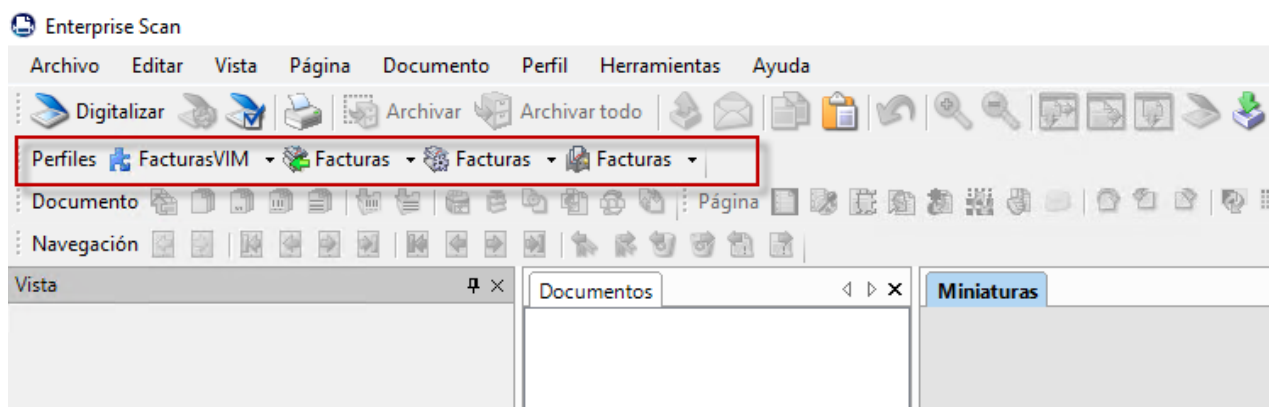 Enterprise Scan
Archivo Editar Vista Página Documento Perfil Herramientas Ayuda
Digitalizar Archivar Archivar todo
Perfiles FacturasVIM Facturas Facturas Facturas
Documento Página
Navegación
Vista Documentos Miniaturas